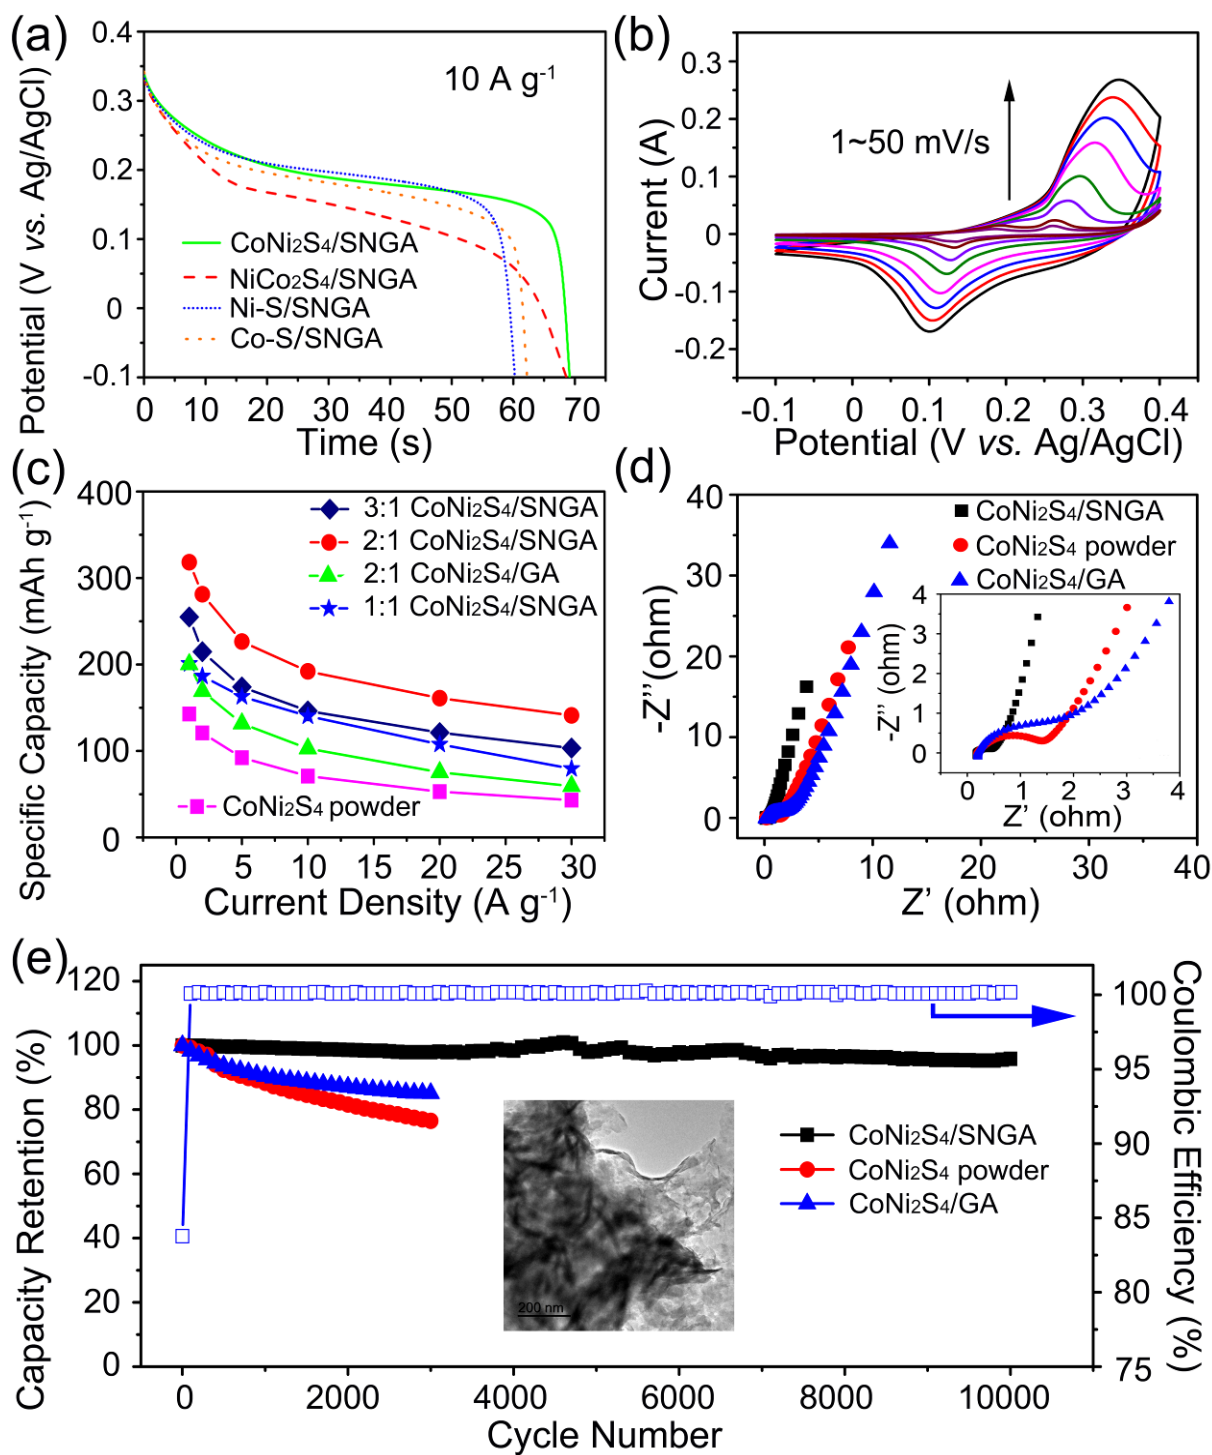 (a)
0.4
0.3
0.2
0.1
0
-0.1
Potential (V vs. Ag/AgCl)
10 A g⁻¹
CoNi₂S₄/SNGA
NiCo₂S₄/SNGA
Ni-S/SNGA
Co-S/SNGA
0 10 20 30 40 50 60 70
Time (s)
(b)
0.3
0.2
0.1
0
-0.1
-0.2
Current (A)
1~50 mV/s
-0.1 0 0.1 0.2 0.3 0.4
Potential (V vs. Ag/AgCl)
(c)
400
300
200
100
0
Specific Capacity (mAh g⁻¹)
3:1 CoNi₂S₄/SNGA
2:1 CoNi₂S₄/SNGA
2:1 CoNi₂S₄/GA
1:1 CoNi₂S₄/SNGA
CoNi₂S₄ powder
0 5 10 15 20 25 30
Current Density (A g⁻¹)
(d)
40
30
20
10
0
-Z''(ohm)
CoNi₂S₄/SNGA
CoNi₂S₄ powder
CoNi₂S₄/GA
4
3
2
1
0
-Z'' (ohm)
0 1 2 3 4
Z' (ohm)
0 10 20 30 40
Z' (ohm)
(e)
120
100
80
60
40
20
0
Capacity Retention (%)
CoNi₂S₄/SNGA
CoNi₂S₄ powder
CoNi₂S₄/GA
200 nm
100
95
90
85
80
75
Coulombic Efficiency (%)
0 2000 4000 6000 8000 10000
Cycle Number